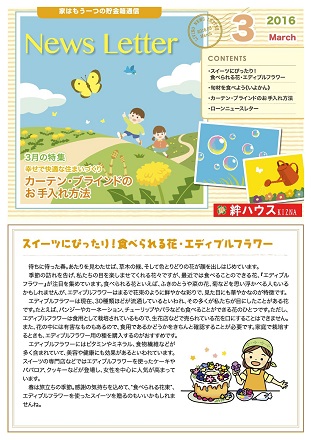 家はもう一つの貯金箱通信
News Letter
3
2016
March
CONTENTS
・スイーツにぴったり!
食べられる花・エディブルフラワー
・旬材を食べよう(いよかん)
・カーテン・ブラインドのお手入れ方法
・ローンニュースレター
3月の特集
幸せで快適な住まいづくり
カーテン・ブラインドの
お手入れ方法
絆ハウス KIZNA
スイーツにぴったり!食べられる花・エディブルフラワー
待ちに待った春。あたりを見わたせば、草木の緑、そして色とりどりの花が顔を出しはじめています。
季節の訪れを告げ、私たちの目を楽しませてくれる花々ですが、最近では食べることのできる花、「エディブル
フラワー」が注目を集めています。食べられる花といえば、ふきのとうや菜の花、菊などを思い浮かべる人もいる
かもしれませんが、エディブルフラワーはまるで花束のように鮮やかなおり
エディブルフラワーは現在、30種類ほどが流通しているといわれ、その多くが私たちが目にしたことがある花
です。たとえば、パンジーやカーネーション、チューリップやバラなども食べることができる花のひとつです。ただし、
エディブルフラワーは食用として栽培されているもので、生花店などで売られている花を口にすることはできません。
また、花の中には有害なものもあるので、食用であるかどうかをきちんと確認することが必要です。家庭で栽培す
るときも、エディブルフラワー用の種を購入するのがおすすめです。
エディブルフラワーにはビタミンやミネラル、食物繊維などが
多く含まれていて、美容や健康にも効果があるといわれています。
スイーツの専門店などではエディブルフラワーを使ったケーキや
ババロア、クッキーなどが登場し、女性を中心に人気が高まって
います。
春は旅立ちの季節。感謝の気持ちを込めて、“食べられる花束”、
エディブルフラワーを使ったスイーツを贈るのもいいかもしれま
せんね。